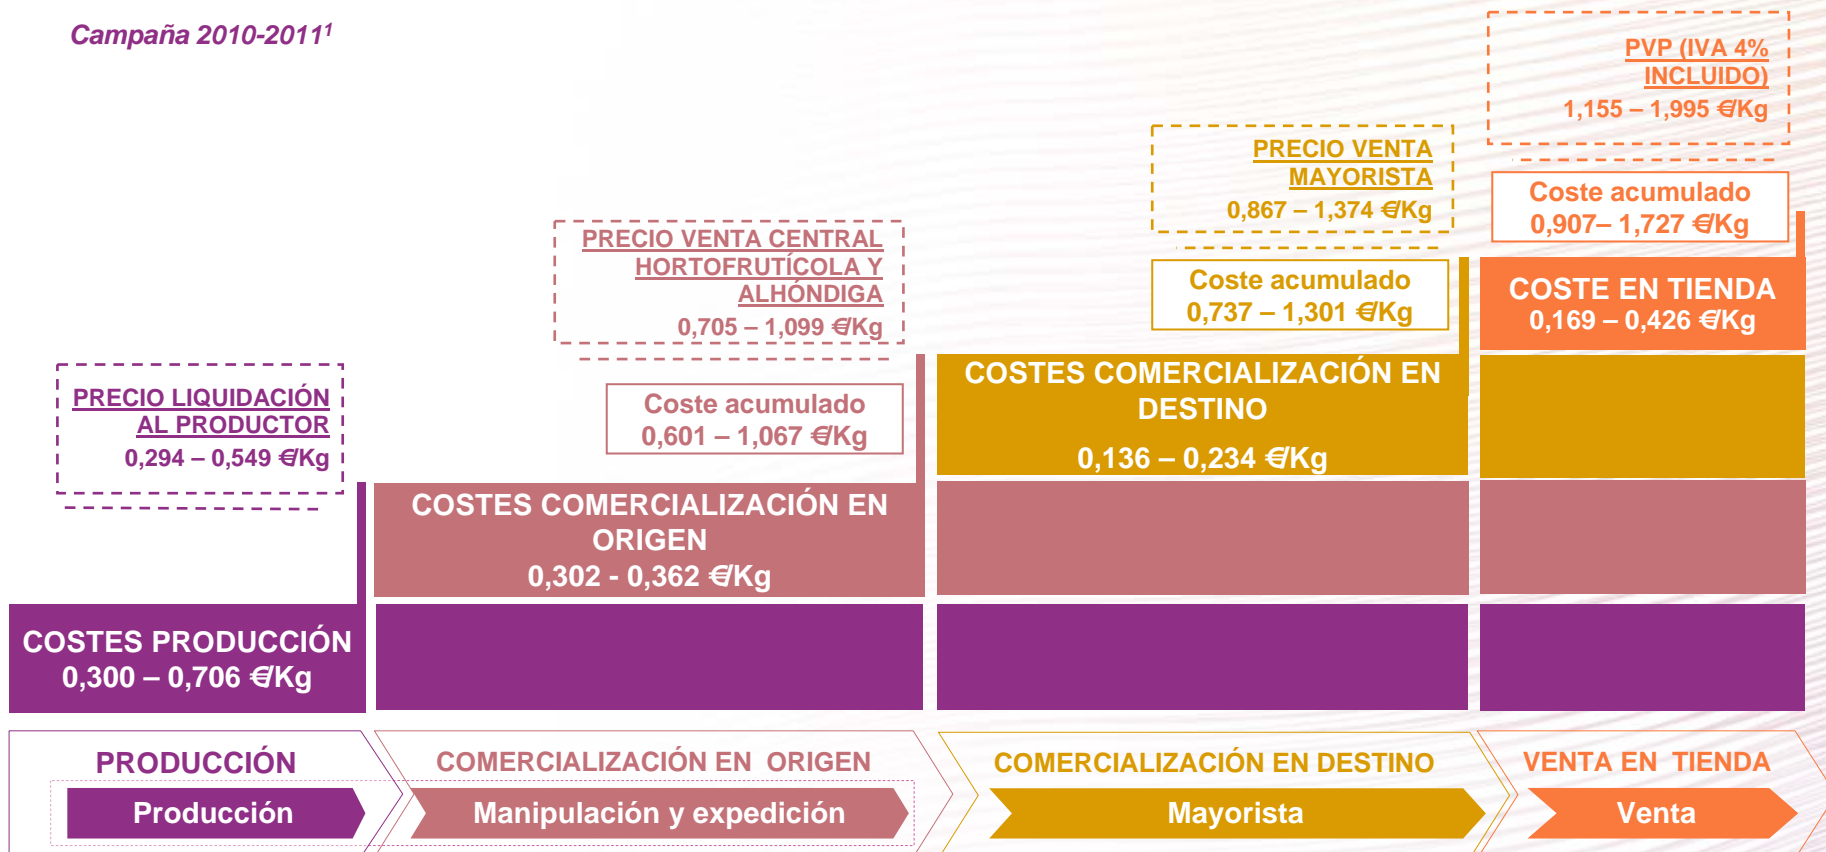 Campaña 2010-2011¹
PVP (IVA 4%
INCLUIDO)
1,155 – 1,995 €/Kg
Coste acumulado
0,907– 1,727 €/Kg
COSTE EN TIENDA
0,169 – 0,426 €/Kg
PRECIO VENTA
MAYORISTA
0,867 – 1,374 €/Kg
Coste acumulado
0,737 – 1,301 €/Kg
COSTES COMERCIALIZACIÓN EN
DESTINO
0,136 – 0,234 €/Kg
PRECIO VENTA CENTRAL
HORTOFRUTÍCOLA Y
ALHÓNDIGA
0,705 – 1,099 €/Kg
Coste acumulado
0,601 – 1,067 €/Kg
COSTES COMERCIALIZACIÓN EN
ORIGEN
0,302 - 0,362 €/Kg
PRECIO LIQUIDACIÓN
AL PRODUCTOR
0,294 – 0,549 €/Kg
COSTES PRODUCCIÓN
0,300 – 0,706 €/Kg
PRODUCCIÓN
Producción
COMERCIALIZACIÓN EN ORIGEN
Manipulación y expedición
COMERCIALIZACIÓN EN DESTINO
Mayorista
VENTA EN TIENDA
Venta